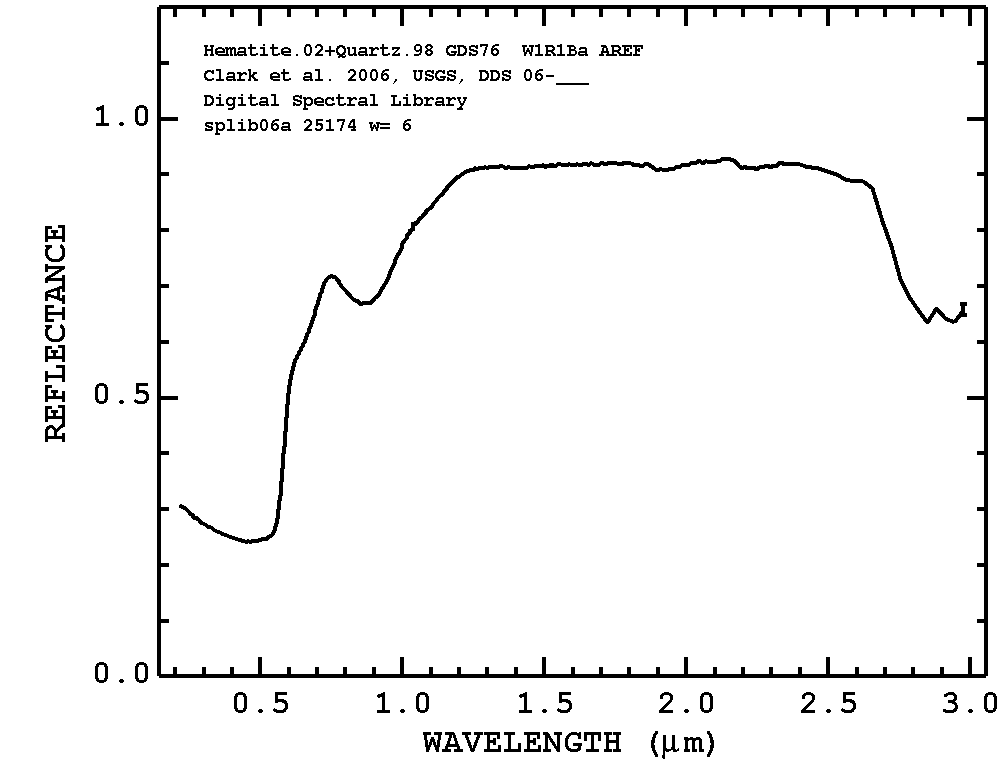 Hematite.02+Quartz.98 GDS76  W1R1Ba AREF
Clark et al. 2006, USGS, DDS 06-___
Digital Spectral Library
splib06a 25174 w= 6
1.0
0.5
0.0
REFLECTANCE
0.5 1.0 1.5 2.0 2.5 3.0
WAVELENGTH (μm)